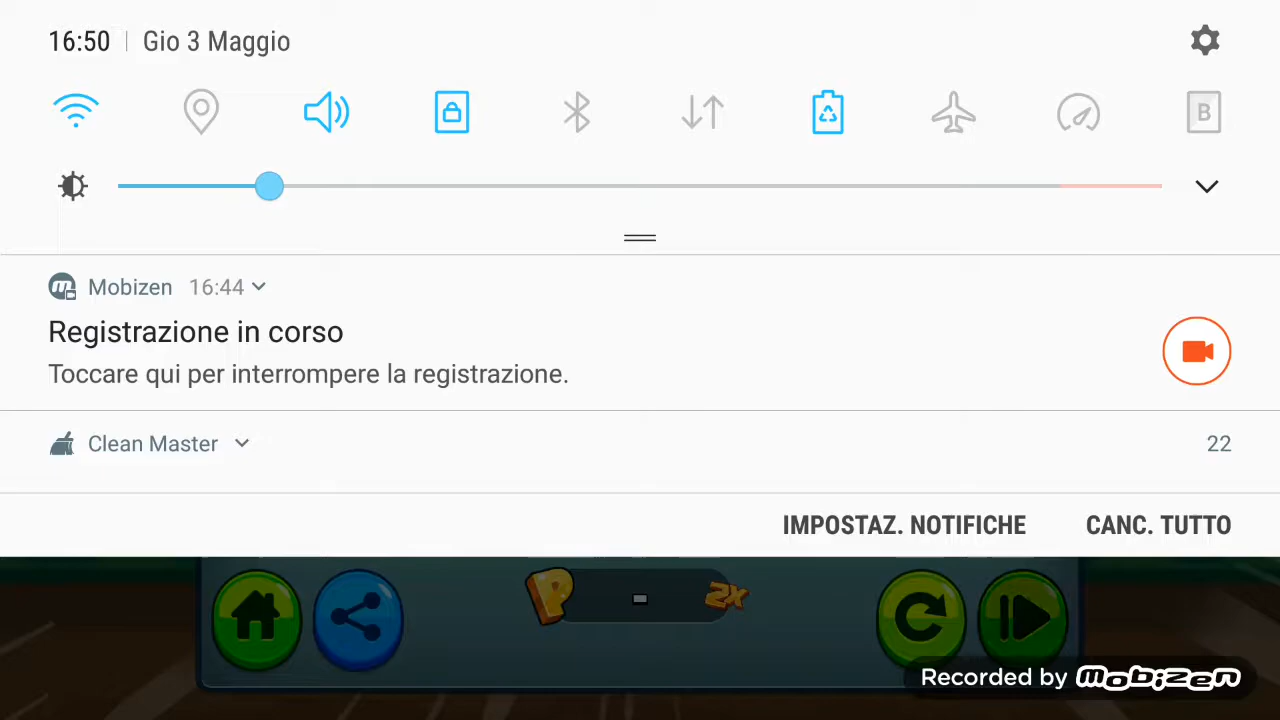 16:50 | Gio 3 Maggio
B
Mobizen 16:44
Registrazione in corso
Toccare qui per interrompere la registrazione.
Clean Master 22
IMPOSTAZ. NOTIFICHE CANC. TUTTO
P 2X
Recorded by mobizen